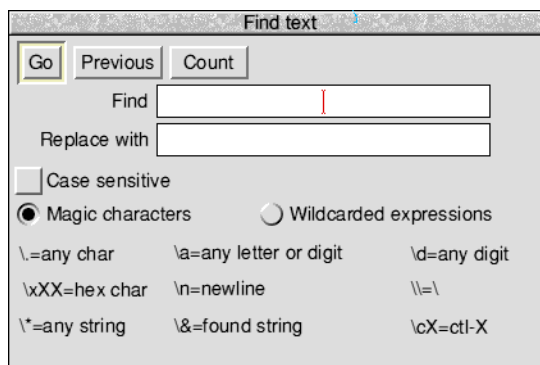 Find text
Go Previous Count
Find
Replace with
Case sensitive
Magic characters Wildcarded expressions
\.=any char \a=any letter or digit \d=any digit
\xXX=hex char \n=newline \\=\
\*=any string \&=found string \cX=ctl-X